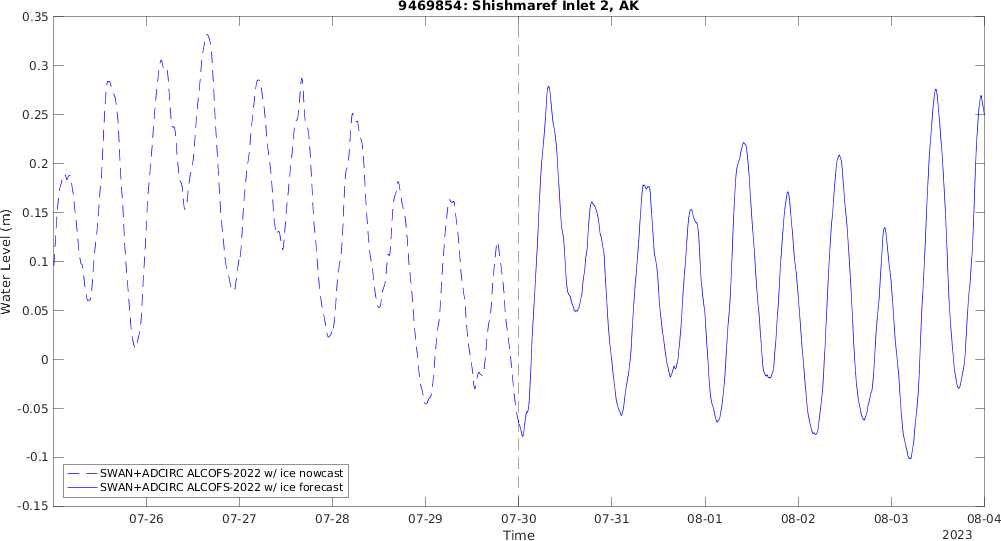 9469854: Shishmaref Inlet 2, AK
0.35
0.3
0.25
0.2
0.15
0.1
0.05
0
-0.05
-0.1
-0.15
Water Level (m)
SWAN+ADCIRC ALCOFS-2022 w/ ice nowcast
SWAN+ADCIRC ALCOFS-2022 w/ ice forecast
07-26 07-27 07-28 07-29 07-30 07-31 08-01 08-02 08-03 08-04
Time
2023